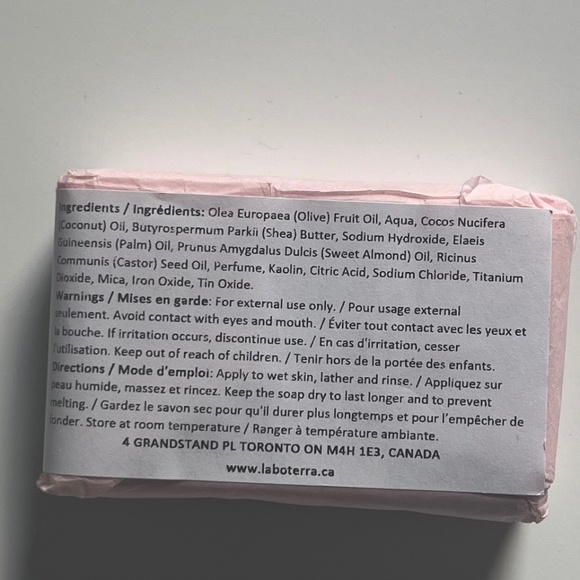 Ingredients / Ingrédients: Olea Europaea (Olive) Fruit Oil, Aqua, Cocos Nucifera
(Coconut) Oil, Butyrospermum Parkii (Shea) Butter, Sodium Hydroxide, Elaeis
Guineensis (Palm) Oil, Prunus Amygdalus Dulcis (Sweet Almond) Oil, Ricinus
Communis (Castor) Seed Oil, Perfume, Kaolin, Citric Acid, Sodium Chloride, Titanium
Dioxide, Mica, Iron Oxide, Tin Oxide.
Warnings / Mises en garde: For external use only. / Pour usage external
seulement. Avoid contact with eyes and mouth. / Éviter tout contact avec les yeux et
la bouche. If irritation occurs, discontinue use. / En cas d'irritation, cesser
l'utilisation. Keep out of reach of children. / Tenir hors de la portée des enfants.
Directions / Mode d'emploi: Apply to wet skin, lather and rinse. / Appliquez sur
peau humide, massez et rincez. Keep the soap dry to last longer and to prevent
melting. / Gardez le savon sec pour qu'il durer plus longtemps et pour l'empêcher de
fonder. Store at room temperature / Ranger à température ambiante.
4 GRANDSTAND PL TORONTO ON M4H 1E3, CANADA
www.laboterra.ca